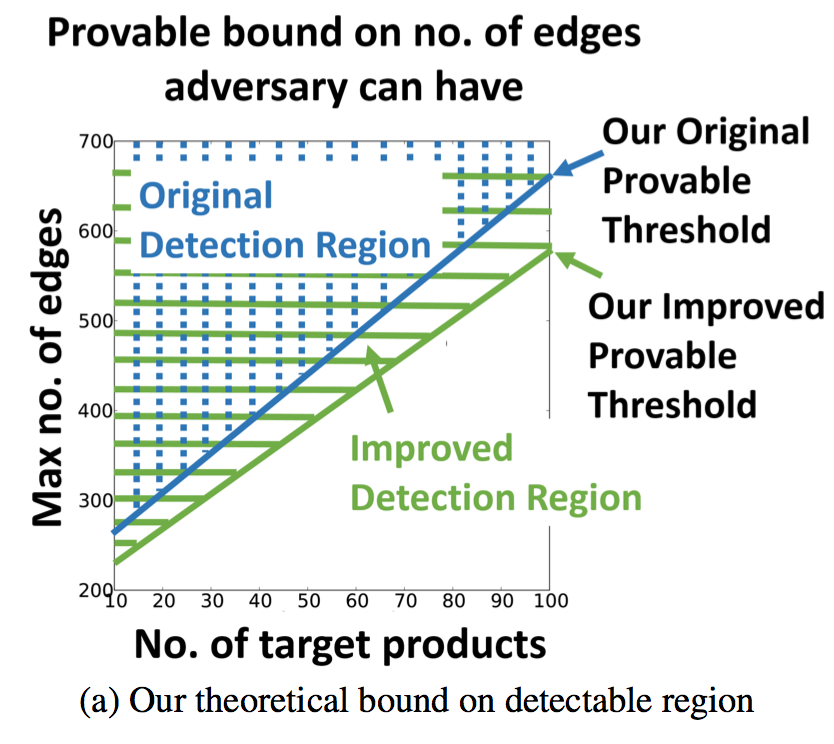 Provable bound on no. of edges
adversary can have
Our Original
Provable
Threshold
Our Improved
Provable
Threshold
Original
Detection Region
Improved
Detection Region
Max no. of edges
700
600
500
400
300
200
10 20 30 40 50 60 70 80 90 100
No. of target products
(a) Our theoretical bound on detectable region